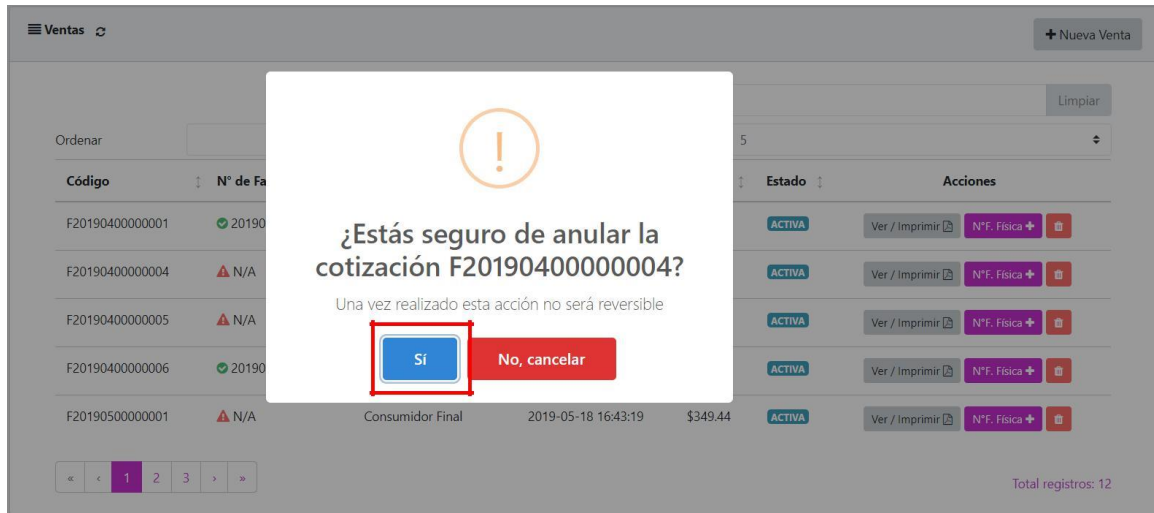 Ventas
+ Nueva Venta
Limpiar
Ordenar
5
Código
N° de Fa
Estado
Acciones
F20190400000001
20190
ACTIVA
Ver / Imprimir
N°F. Física +
F20190400000004
N/A
ACTIVA
Ver / Imprimir
N°F. Física +
F20190400000005
N/A
ACTIVA
Ver / Imprimir
N°F. Física +
F20190400000006
20190
ACTIVA
Ver / Imprimir
N°F. Física +
F20190500000001
N/A
Consumidor Final
2019-05-18 16:43:19
$349.44
ACTIVA
Ver / Imprimir
N°F. Física +
!
¿Estás seguro de anular la
cotización F20190400000004?
Una vez realizado esta acción no será reversible
Sí
No, cancelar
« ‹ 1 2 3 › »
Total registros: 12